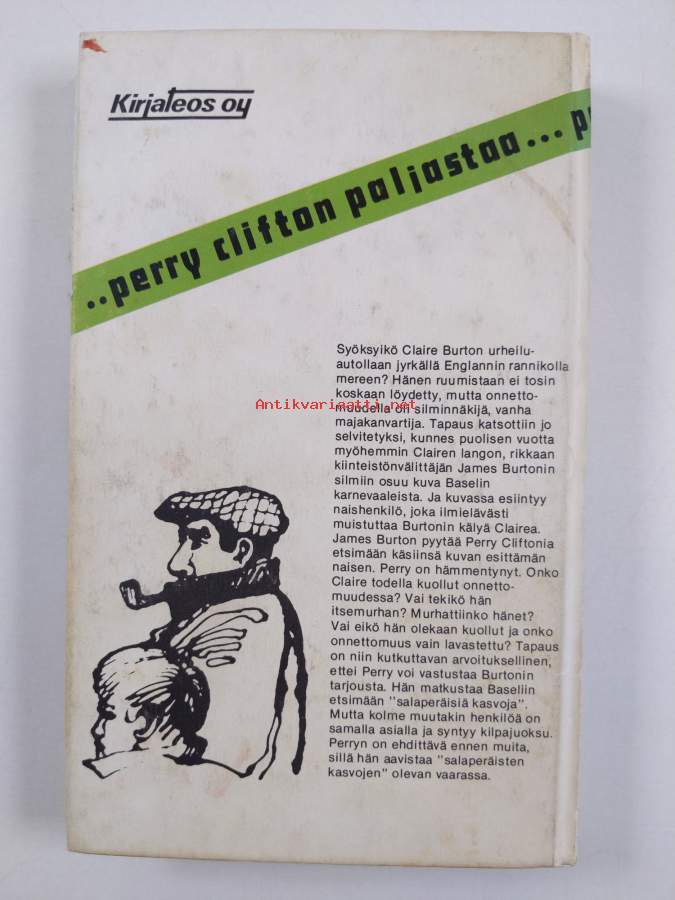 Kirjateos oy
..perry clifton paljastaa... p
Syöksyikö Claire Burton urheilu-
autollaan jyrkällä Englannin rannikolla
mereen? Hänen ruumistaan ei tosin
koskaan löydetty, mutta onnetto-
Antikvariaatti.net
muudella oli silminnäkijä, vanha
majakanvartija. Tapaus katsottiin jo
selvitetyksi, kunnes puolisen vuotta
myöhemmin Clairen langon, rikkaan
kiinteistönvälittäjän James Burtonin
silmiin osuu kuva Baselin
karnevaaleista. Ja kuvassa esiintyy
naishenkilö, joka ilmielävästi
muistuttaa Burtonin kälyä Clairea.
James Burton pyytää Perry Cliftonia
etsimään käsiinsä kuvan esittämän
naisen. Perry on hämmentynyt. Onko
Claire todella kuollut onnetto-
muudessa? Vai tekikö hän
itsemurhan? Murhattiinko hänet?
Vai eikö hän olekaan kuollut ja onko
onnettomuus vain lavastettu? Tapaus
on niin kutkuttavan arvoituksellinen,
ettei Perry voi vastustaa Burtonin
tarjousta. Hän matkustaa Baseliin
etsimään "salaperäisiä kasvoja".
Mutta kolme muutakin henkilöä on
samalla asialla ja syntyy kilpajuoksu.
Perryn on ehdittävä ennen muita,
sillä hän aavistaa "salaperäisten
kasvojen" olevan vaarassa.